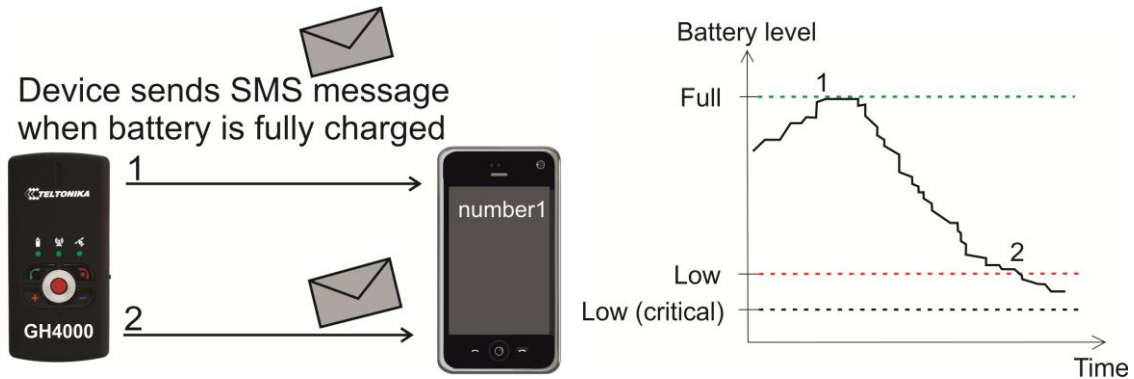 Device sends SMS message
when battery is fully charged
1
TELTONIKA
number1
2
GH4000
Battery level
1
Full
2
Low
Low (critical)
Time